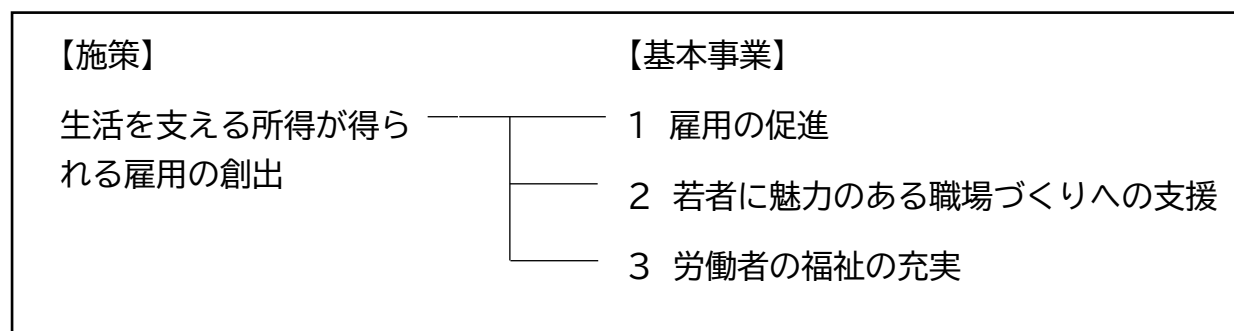 【施策】
【基本事業】
生活を支える所得が得ら
れる雇用の創出
1 雇用の促進
2 若者に魅力のある職場づくりへの支援
3 労働者の福祉の充実